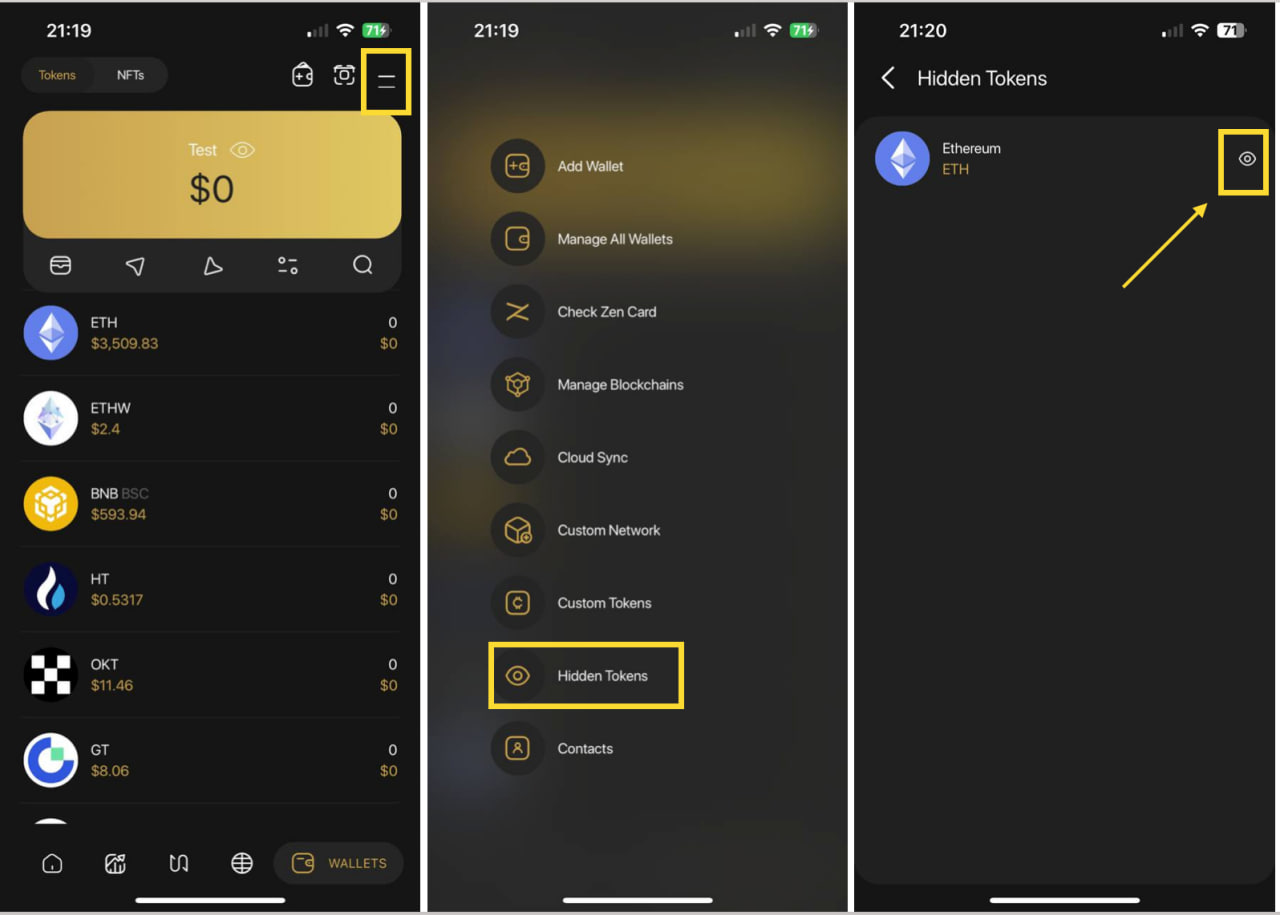 21:19
71
Tokens
NFTs
Test
$0
ETH
0
$3,509.83
$0
ETHW
0
$2.4
$0
BNB BSC
0
$593.94
$0
HT
0
$0.5317
$0
OKT
0
$11.46
$0
GT
0
$8.06
$0
WALLETS
21:19
71
Add Wallet
Manage All Wallets
Check Zen Card
Manage Blockchains
Cloud Sync
Custom Network
Custom Tokens
Hidden Tokens
Contacts
21:20
71
Hidden Tokens
Ethereum
ETH